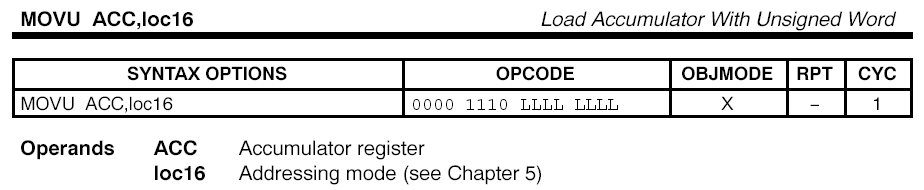 MOVU ACC,loc16 Load Accumulator With Unsigned Word
SYNTAX OPTIONS OPCODE OBJMODE RPT CYC
MOVU ACC,loc16 0000 1110 LLLL LLLL X – 1
Operands ACC Accumulator register
loc16 Addressing mode (see Chapter 5)